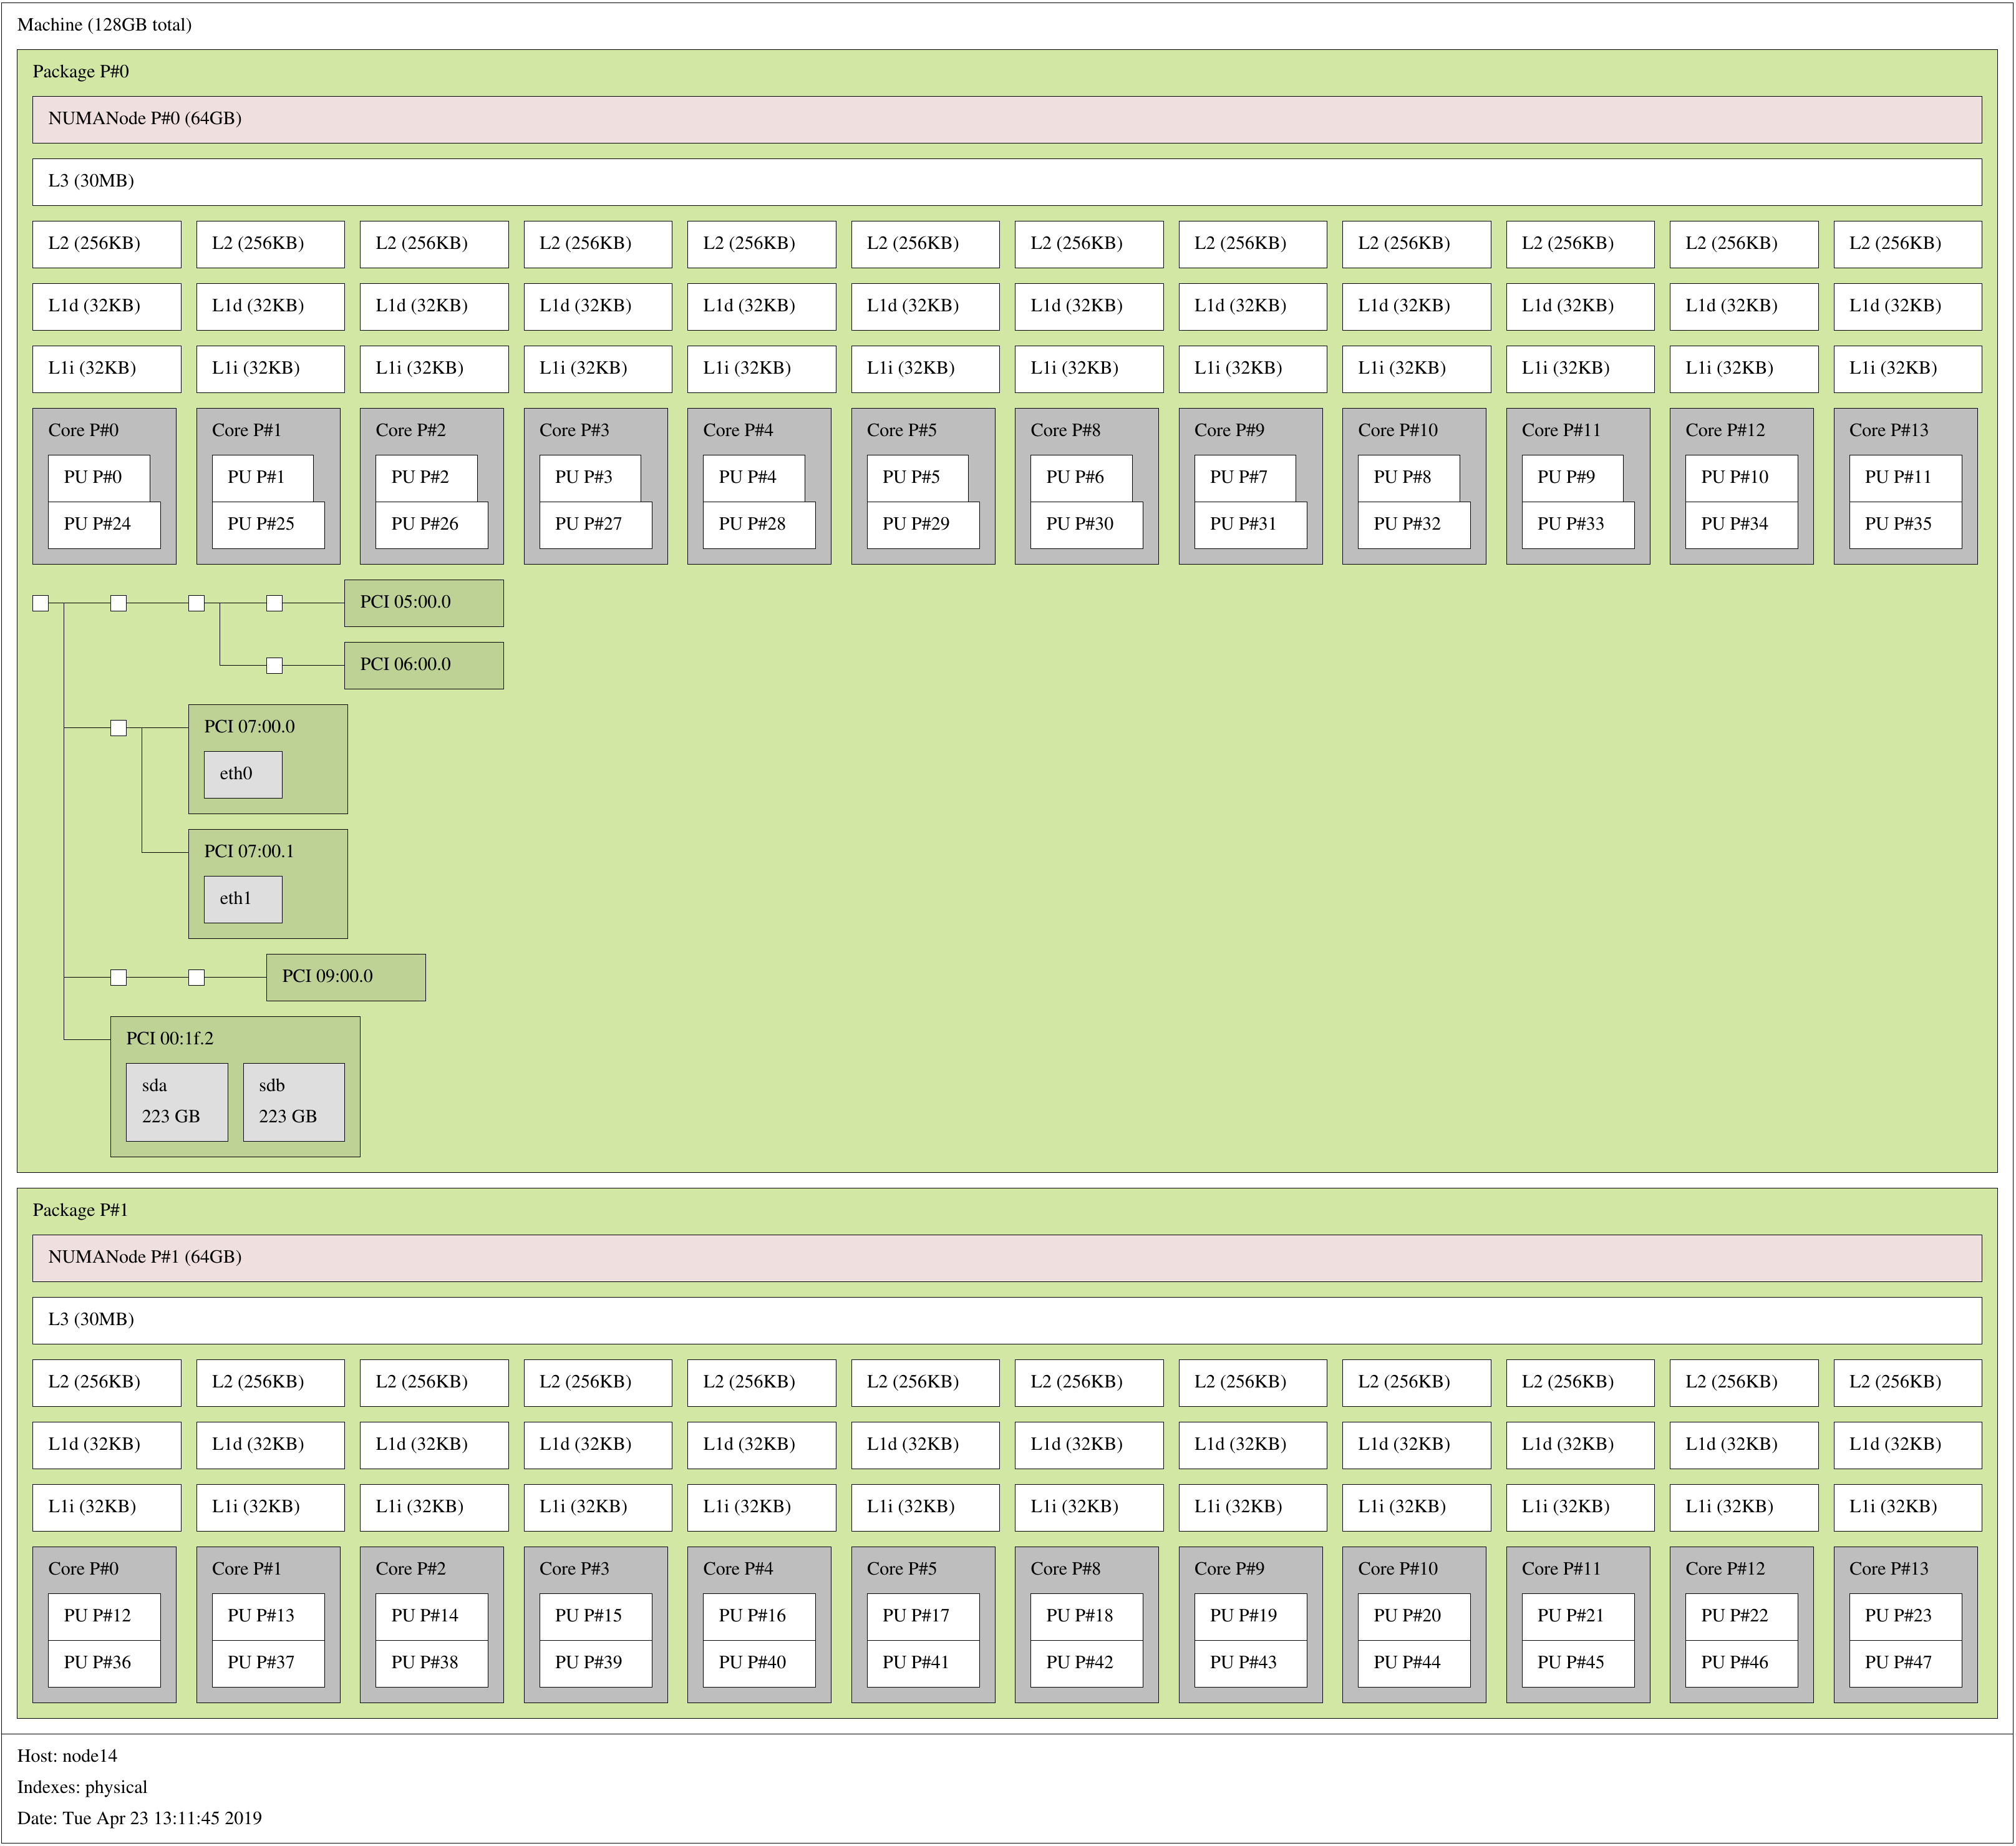 Machine (128GB total)
Package P#0
NUMANode P#0 (64GB)
L3 (30MB)
L2 (256KB) L2 (256KB) L2 (256KB) L2 (256KB) L2 (256KB) L2 (256KB) L2 (256KB) L2 (256KB) L2 (256KB) L2 (256KB) L2 (256KB) L2 (256KB)
L1d (32KB) L1d (32KB) L1d (32KB) L1d (32KB) L1d (32KB) L1d (32KB) L1d (32KB) L1d (32KB) L1d (32KB) L1d (32KB) L1d (32KB) L1d (32KB)
L1i (32KB) L1i (32KB) L1i (32KB) L1i (32KB) L1i (32KB) L1i (32KB) L1i (32KB) L1i (32KB) L1i (32KB) L1i (32KB) L1i (32KB) L1i (32KB)
Core P#0 Core P#1 Core P#2 Core P#3 Core P#4 Core P#5 Core P#8 Core P#9 Core P#10 Core P#11 Core P#12 Core P#13
PU P#0 PU P#1 PU P#2 PU P#3 PU P#4 PU P#5 PU P#6 PU P#7 PU P#8 PU P#9 PU P#10 PU P#11
PU P#24 PU P#25 PU P#26 PU P#27 PU P#28 PU P#29 PU P#30 PU P#31 PU P#32 PU P#33 PU P#34 PU P#35
PCI 05:00.0
PCI 06:00.0
PCI 07:00.0
eth0
PCI 07:00.1
eth1
PCI 09:00.0
PCI 00:1f.2
sda sdb
223 GB 223 GB
Package P#1
NUMANode P#1 (64GB)
L3 (30MB)
L2 (256KB) L2 (256KB) L2 (256KB) L2 (256KB) L2 (256KB) L2 (256KB) L2 (256KB) L2 (256KB) L2 (256KB) L2 (256KB) L2 (256KB) L2 (256KB)
L1d (32KB) L1d (32KB) L1d (32KB) L1d (32KB) L1d (32KB) L1d (32KB) L1d (32KB) L1d (32KB) L1d (32KB) L1d (32KB) L1d (32KB) L1d (32KB)
L1i (32KB) L1i (32KB) L1i (32KB) L1i (32KB) L1i (32KB) L1i (32KB) L1i (32KB) L1i (32KB) L1i (32KB) L1i (32KB) L1i (32KB) L1i (32KB)
Core P#0 Core P#1 Core P#2 Core P#3 Core P#4 Core P#5 Core P#8 Core P#9 Core P#10 Core P#11 Core P#12 Core P#13
PU P#12 PU P#13 PU P#14 PU P#15 PU P#16 PU P#17 PU P#18 PU P#19 PU P#20 PU P#21 PU P#22 PU P#23
PU P#36 PU P#37 PU P#38 PU P#39 PU P#40 PU P#41 PU P#42 PU P#43 PU P#44 PU P#45 PU P#46 PU P#47
Host: node14
Indexes: physical
Date: Tue Apr 23 13:11:45 2019